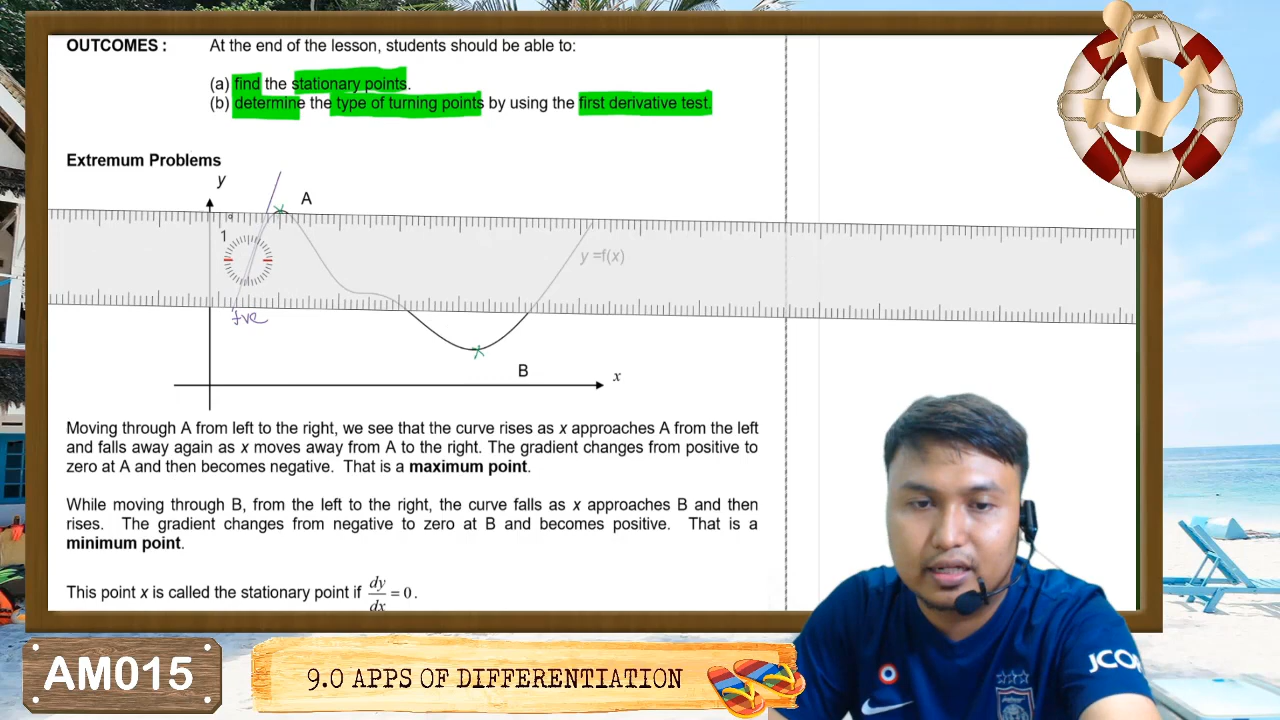 OUTCOMES : At the end of the lesson, students should be able to:
(a) find the stationary points.
(b) determine the type of turning points by using the first derivative test.
Extremum Problems
y
A
1°
y =f(x)
+ve
B
x
Moving through A from left to the right, we see that the curve rises as x approaches A from the left
and falls away again as x moves away from A to the right. The gradient changes from positive to
zero at A and then becomes negative. That is a maximum point.
While moving through B, from the left to the right, the curve falls as x approaches B and then
rises. The gradient changes from negative to zero at B and becomes positive. That is a
minimum point.
This point x is called the stationary point if dy/dx = 0.
JCO
AM015
9.0 APPS OF DIFFERENTIATION